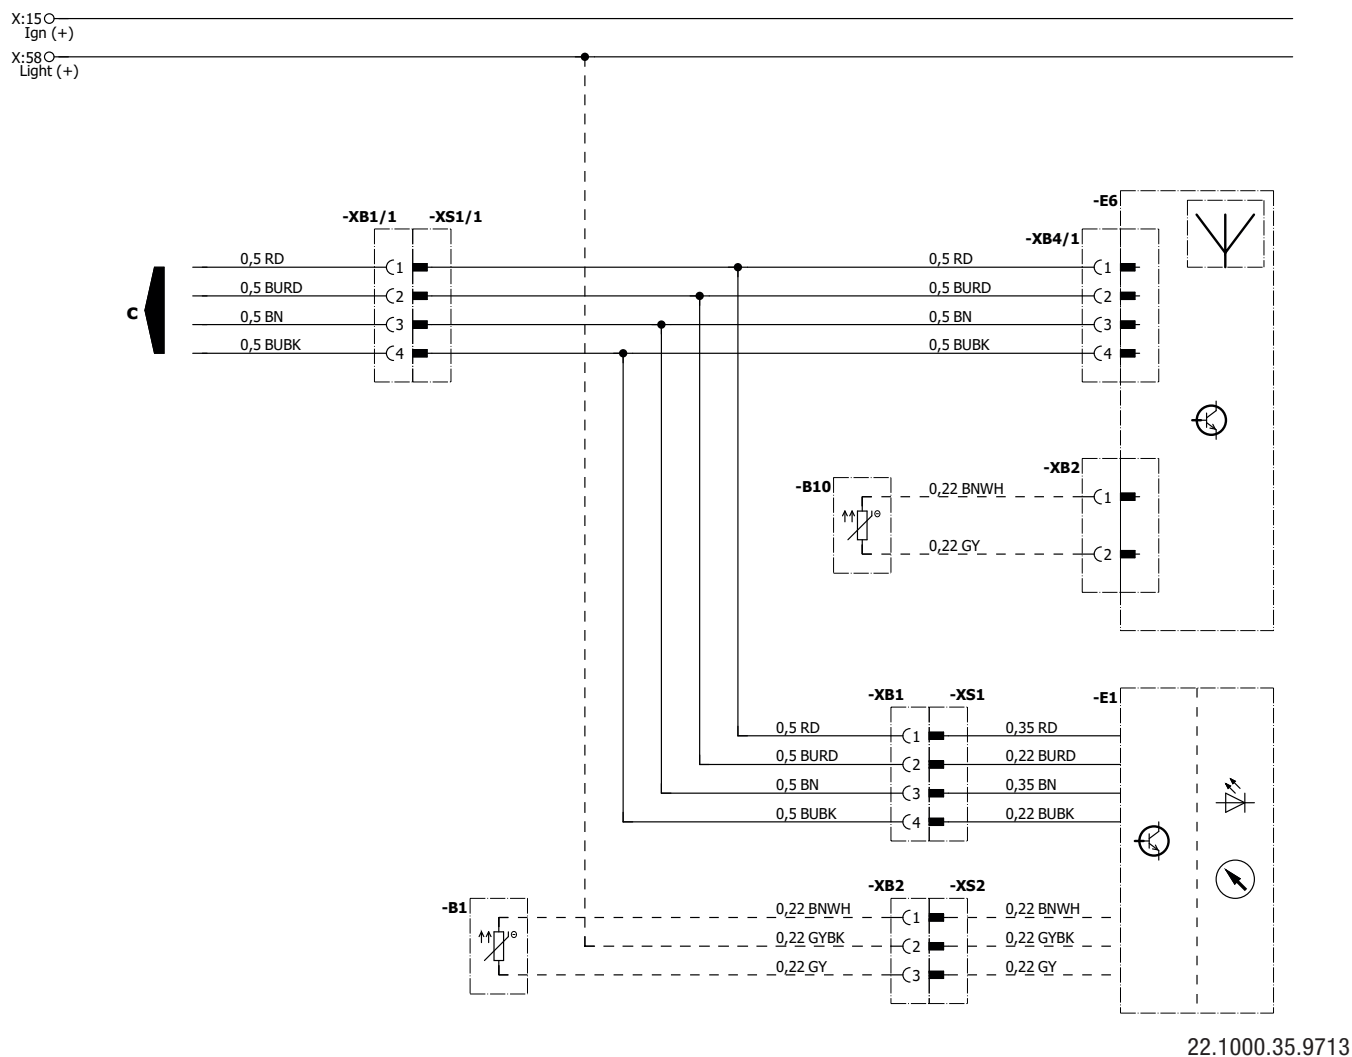 X:15
Ign (+)
X:58
Light (+)
-E6
-XB1/1 -XS1/1
-XB4/1
0,5 RD 1 0,5 RD 1
0,5 BURD 2 0,5 BURD 2
C
0,5 BN 3 0,5 BN 3
0,5 BUBK 4 0,5 BUBK 4
-XB2
-B10 0,22 BNWH 1
0,22 GY 2
-XB1 -XS1 -E1
0,5 RD 1 0,35 RD
0,5 BURD 2 0,22 BURD
0,5 BN 3 0,35 BN
0,5 BUBK 4 0,22 BUBK
-XB2 -XS2
-B1 0,22 BNWH 1 0,22 BNWH
0,22 GYBK 2 0,22 GYBK
0,22 GY 3 0,22 GY
22.1000.35.9713